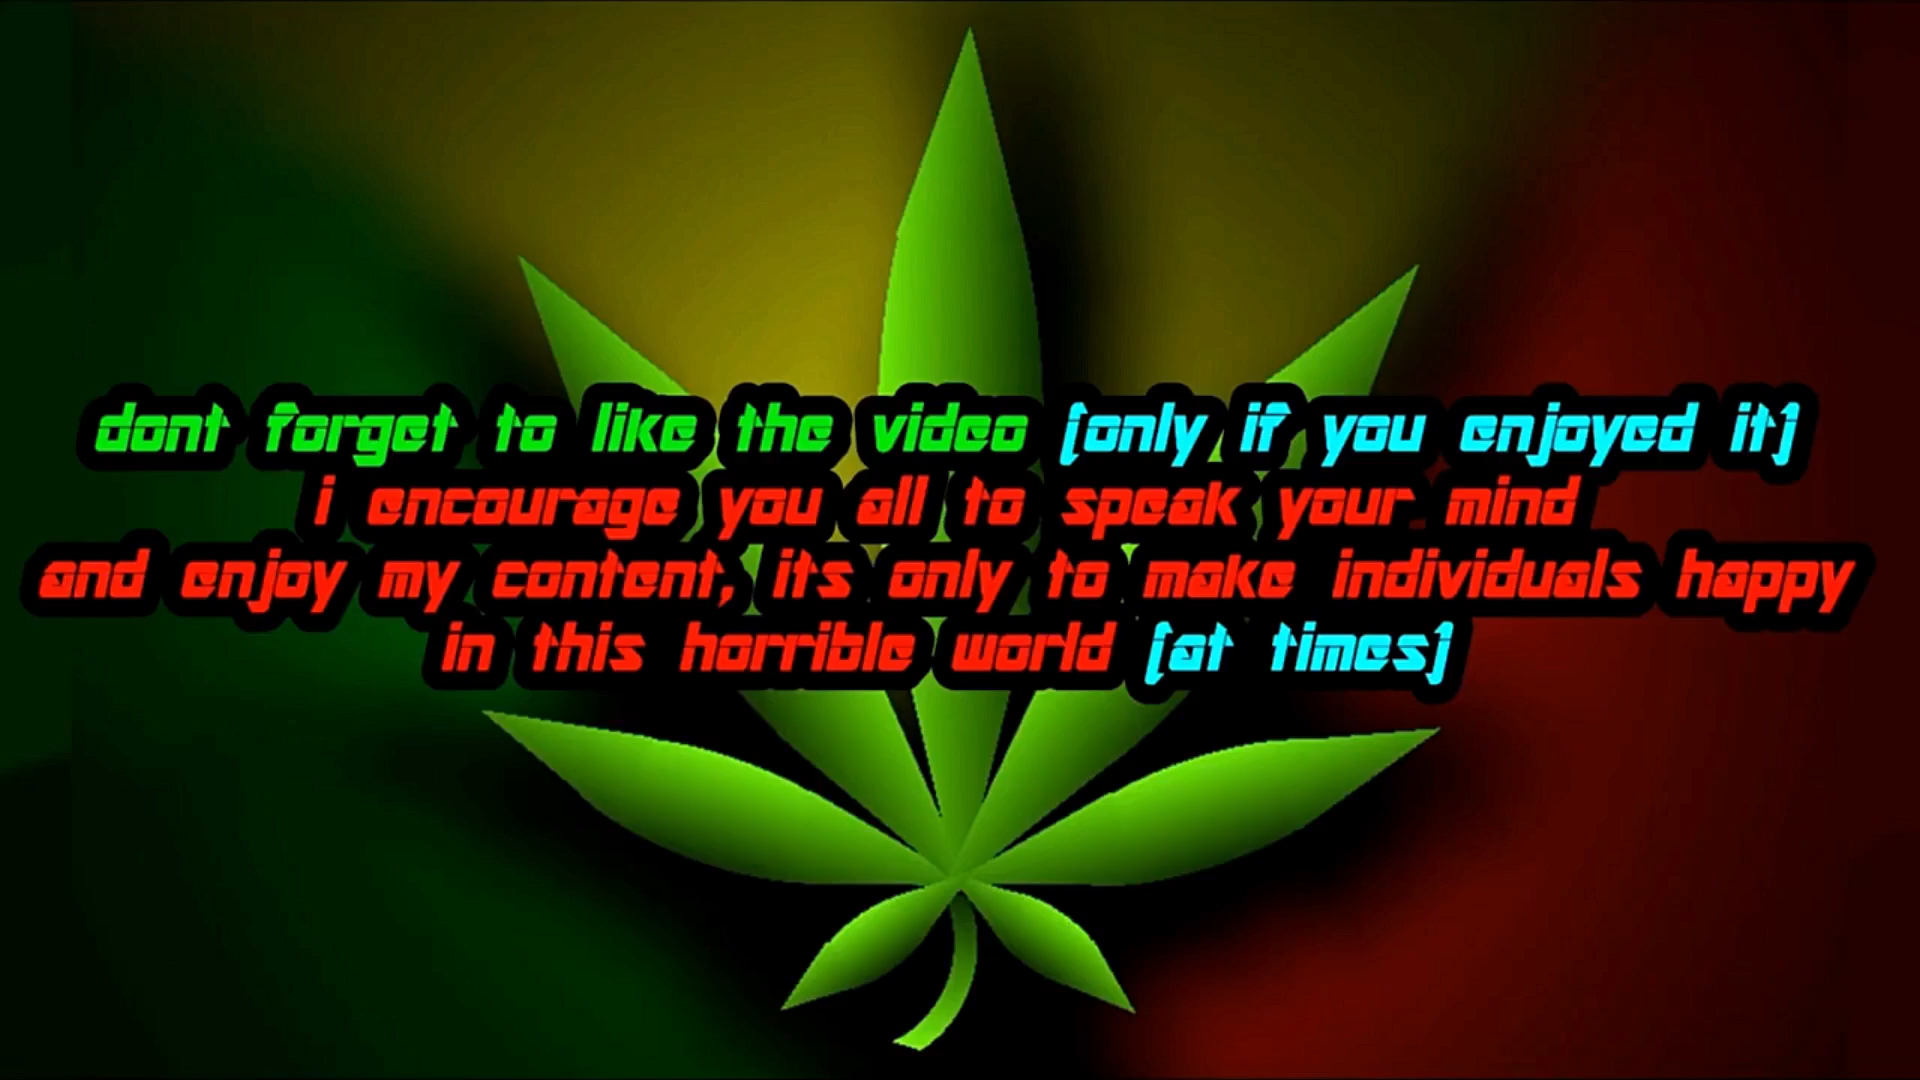 dont forget to like the video (only if you enjoyed it)
i encourage you all to speak your mind
and enjoy my content, its only to make individuals happy
in this horrible world (at times)